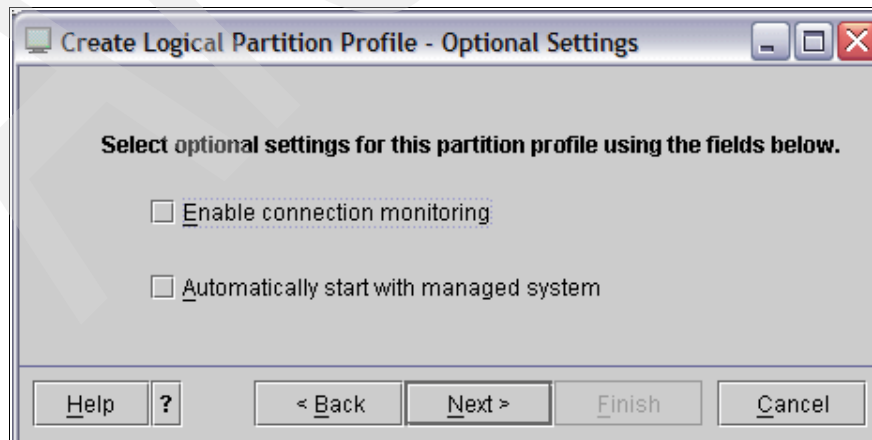 Create Logical Partition Profile - Optional Settings
Select optional settings for this partition profile using the fields below.
Enable connection monitoring
Automatically start with managed system
Help ? < Back Next > Finish Cancel